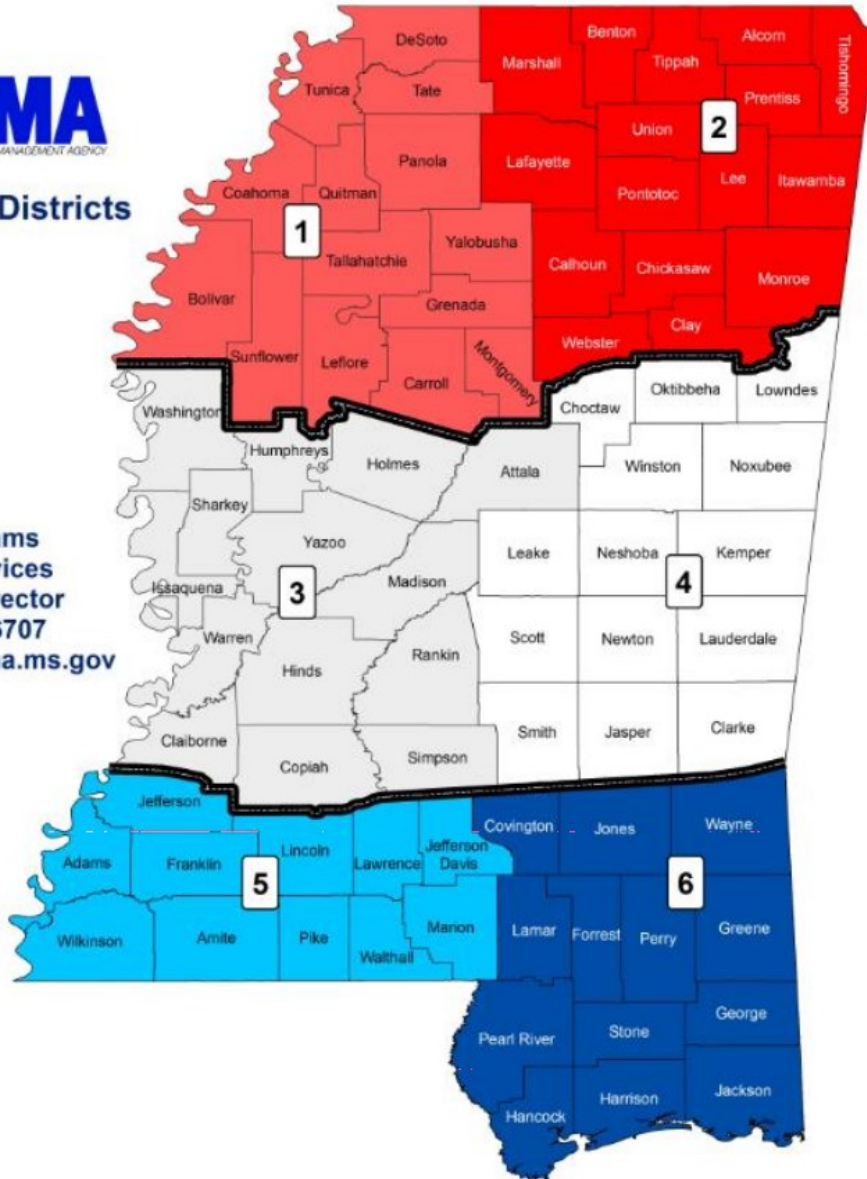 MA
MANAGEMENT AGENCY
Districts
ams
vices
ector
6707
a.ms.gov
DeSoto
Tunica
Tate
Marshall
Benton
Tippah
Alcorn
Tishomingo
Prentiss
Union
2
Panola
Lafayette
Coahoma
Quitman
Pontotoc
Lee
Itawamba
1
Tallahatchie
Yalobusha
Calhoun
Chickasaw
Monroe
Bolivar
Grenada
Sunflower
Leflore
Carroll
Montgomery
Webster
Clay
Washington
Humphreys
Holmes
Attala
Choctaw
Oktibbeha
Lowndes
Winston
Noxubee
Sharkey
Yazoo
Leake
Neshoba
Kemper
Issaquena
3
Madison
4
Warren
Hinds
Rankin
Scott
Newton
Lauderdale
Claiborne
Copiah
Simpson
Smith
Jasper
Clarke
Jefferson
Adams
Franklin
Lincoln
Lawrence
Jefferson
Davis
Covington
Jones
Wayne
5
6
Wilkinson
Amite
Pike
Walthall
Marion
Lamar
Forrest
Perry
Greene
Pearl River
Stone
George
Hancock
Harrison
Jackson